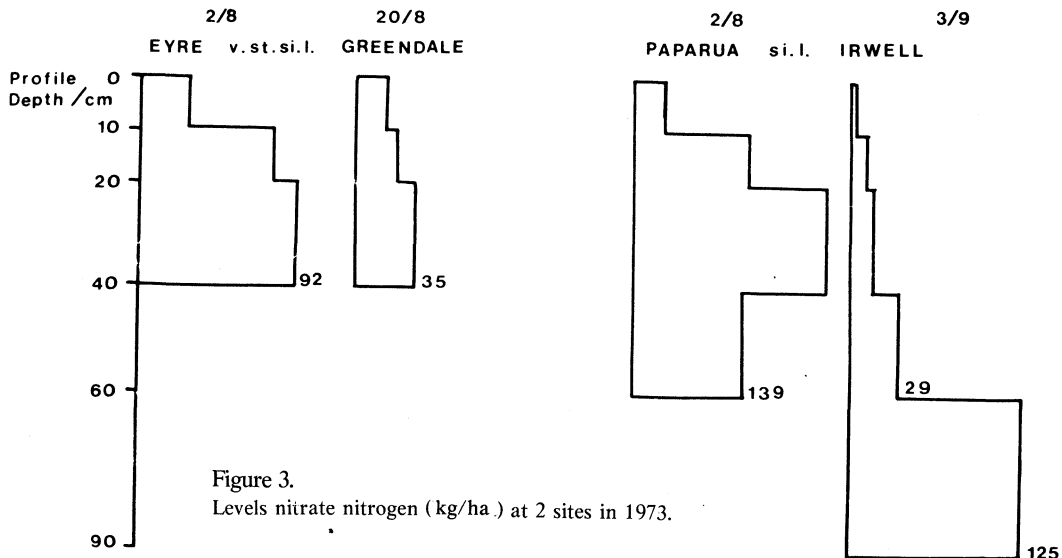 2/8 20/8 2/8 3/9
EYRE v.st.si.l. GREENDALE PAPARUA si.l. IRWELL
Profile 0
Depth /cm
10
20
40 92 35
60 139 29
Figure 3.
Levels nitrate nitrogen (kg/ha.) at 2 sites in 1973.
90 125